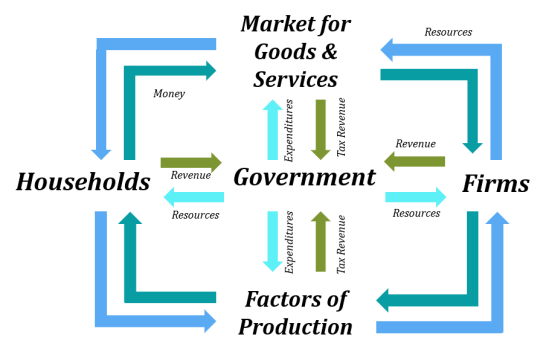 Market for
Goods &
Services
Resources
Money
Expenditures
Tax Revenue
Revenue
Revenue
Households
Government
Firms
Resources
Resources
Expenditures
Tax Revenue
Factors of
Production